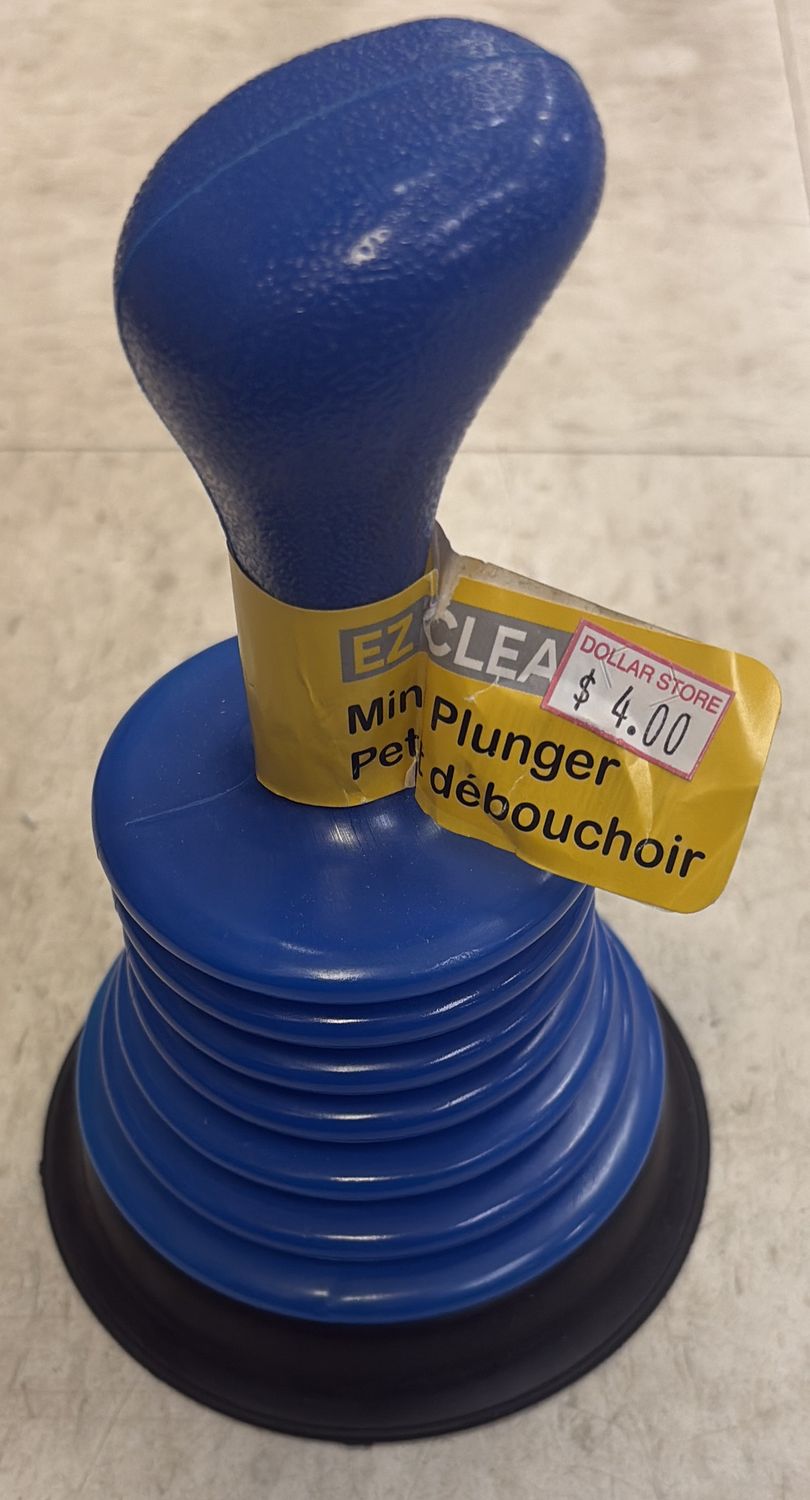 EZ CLEA
Min Plunger
Pet débouchoir
DOLLAR STORE
$ 4.00